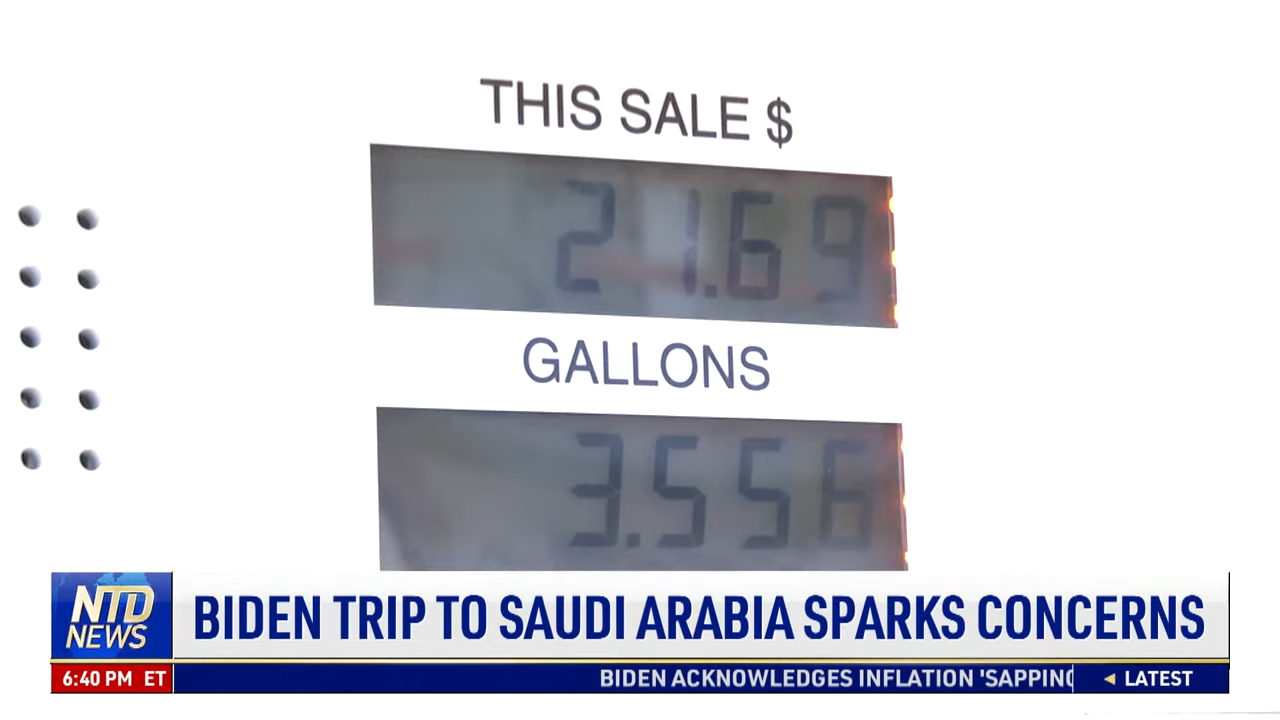 THIS SALE $
21.69
GALLONS
3.556
NTD
NEWS
BIDEN TRIP TO SAUDI ARABIA SPARKS CONCERNS
6:40 PM ET
BIDEN ACKNOWLEDGES INFLATION 'SAPPING
LATEST